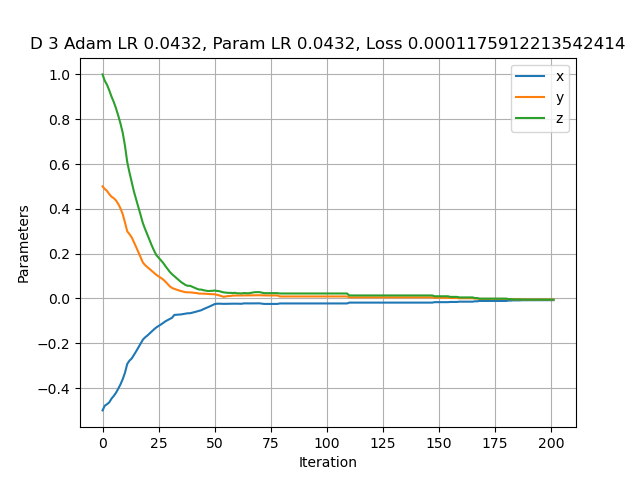 D 3 Adam LR 0.0432, Param LR 0.0432, Loss 0.00011759122135424​14
x
y
z
1.0
0.8
0.6
0.4
0.2
0.0
−0.2
−0.4
Parameters
0 25 50 75 100 125 150 175 200
Iteration